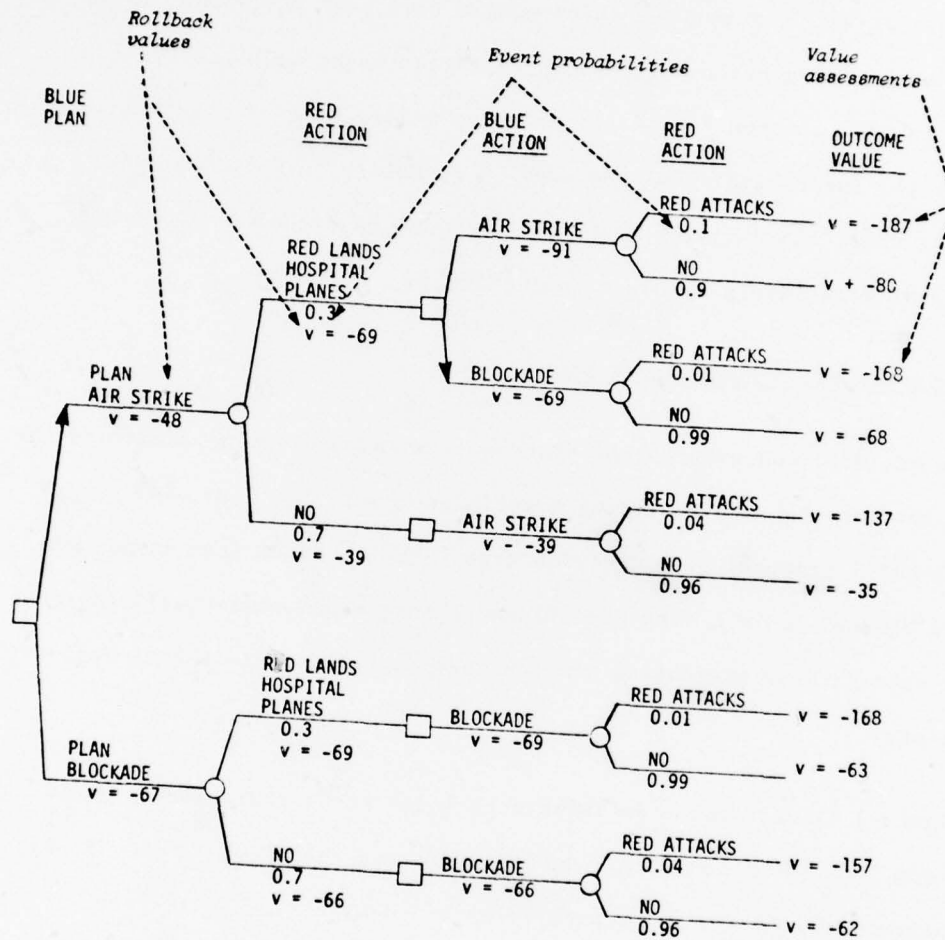 Rollback
values
Event probabilities
Value
assessments
BLUE
PLAN
RED
ACTION
BLUE
ACTION
RED
ACTION
OUTCOME
VALUE
RED ATTACKS
0.1
v = -187
AIR STRIKE
v = -91
NO
0.9
v + -80
RED LANDS
HOSPITAL
PLANES
0.3
v = -69
RED ATTACKS
0.01
v = -168
BLOCKADE
v = -69
NO
0.99
v = -68
PLAN
AIR STRIKE
v = -48
RED ATTACKS
0.04
v = -137
NO
0.7
v = -39
AIR STRIKE
v - -39
NO
0.96
v = -35
RED LANDS
HOSPITAL
PLANES
0.3
v = -69
RED ATTACKS
0.01
v = -168
BLOCKADE
v = -69
NO
0.99
v = -63
PLAN
BLOCKADE
v = -67
RED ATTACKS
0.04
v = -157
NO
0.7
v = -66
BLOCKADE
v = -66
NO
0.96
v = -62